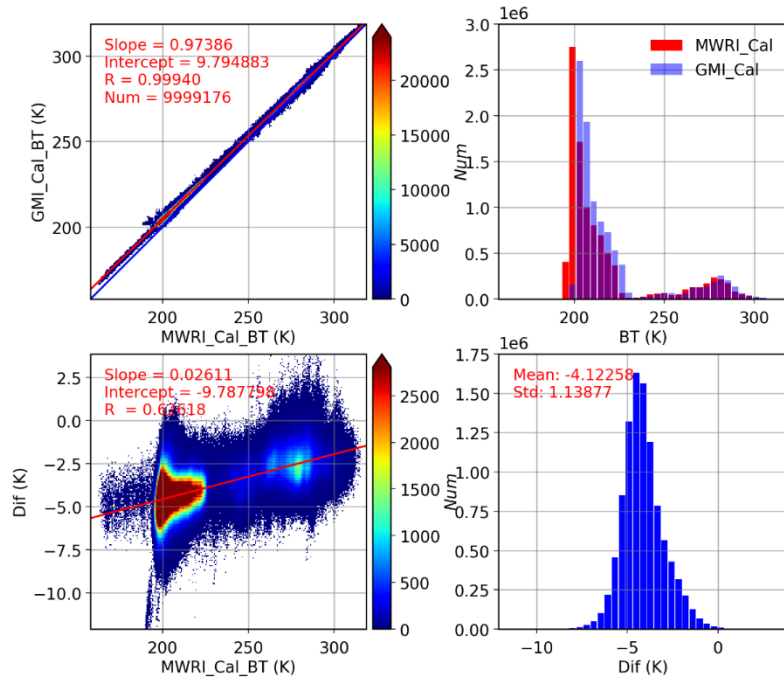 Slope = 0.97386
Intercept = 9.794883
R = 0.99940
Num = 9999176
300
250
200
GMI_Cal_BT (K)
200
250
300
MWRI_Cal_BT (K)
20000
15000
10000
5000
0
1e6
3.0
2.5
2.0
1.5
1.0
0.5
0.0
Num
MWRI_Cal
GMI_Cal
200
250
300
BT (K)
Slope = 0.02611
Intercept = -9.787798
R = 0.62618
2.5
0.0
−2.5
−5.0
−7.5
−10.0
Dif (K)
200
250
300
MWRI_Cal_BT (K)
2500
2000
1500
1000
500
0
1e6
1.75
1.50
1.25
1.00
0.75
0.50
0.25
0.00
Num
Mean: -4.12258
Std: 1.13877
−10
−5
0
Dif (K)